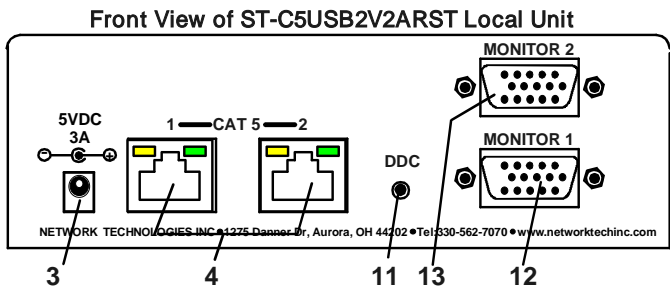 Front View of ST-C5USB2V2ARST Local Unit
MONITOR 2
5VDC
3A
1 CAT 5 2
MONITOR 1
DDC
NETWORK TECHNOLOGIES INC•1275 Danner Dr, Aurora, OH 44202 •Tel:330-562-7070 • www.networktechinc.com
3 4 11 13 12